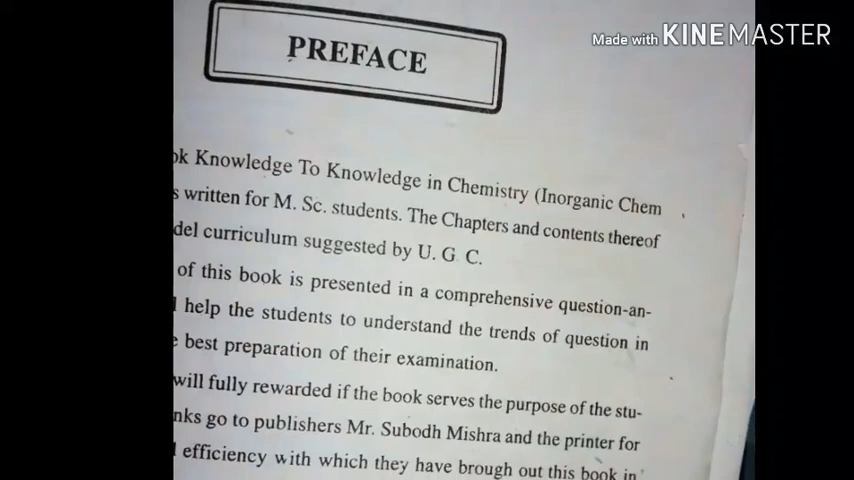 PREFACE
Made with KINEMASTER
Knowledge To Knowledge in Chemistry (Inorganic Chem
written for M. Sc. students. The Chapters and contents thereof
curriculum suggested by U. G. C.
of this book is presented in a comprehensive question-an-
help the students to understand the trends of question in
best preparation of their examination.
will fully rewarded if the book serves the purpose of the stu-
go to publishers Mr. Subodh Mishra and the printer for
efficiency with which they have brough out this book in